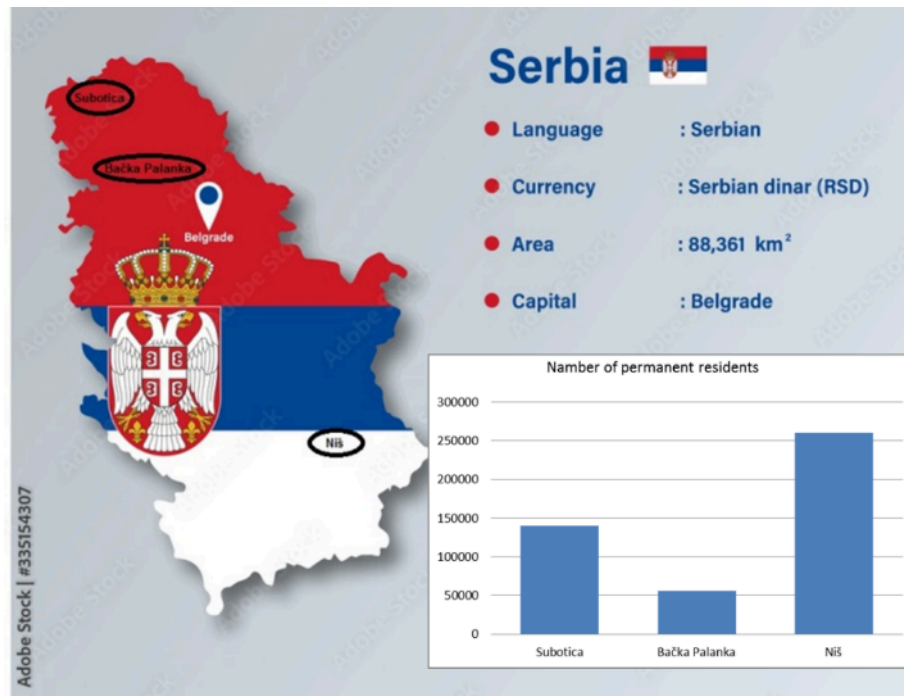 Serbia
Language : Serbian
Currency : Serbian dinar (RSD)
Area : 88,361 km²
Capital : Belgrade
Subotica
Bačka Palanka
Belgrade
Niš
Namber of permanent residents
300000
250000
200000
150000
100000
50000
0
Subotica Bačka Palanka Niš
Adobe Stock | #335154307